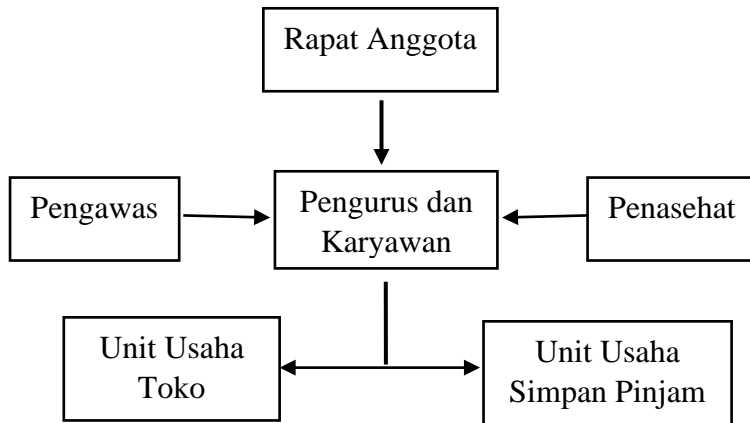 Rapat Anggota
Pengawas
Pengurus dan
Karyawan
Penasehat
Unit Usaha
Toko
Unit Usaha
Simpan Pinjam